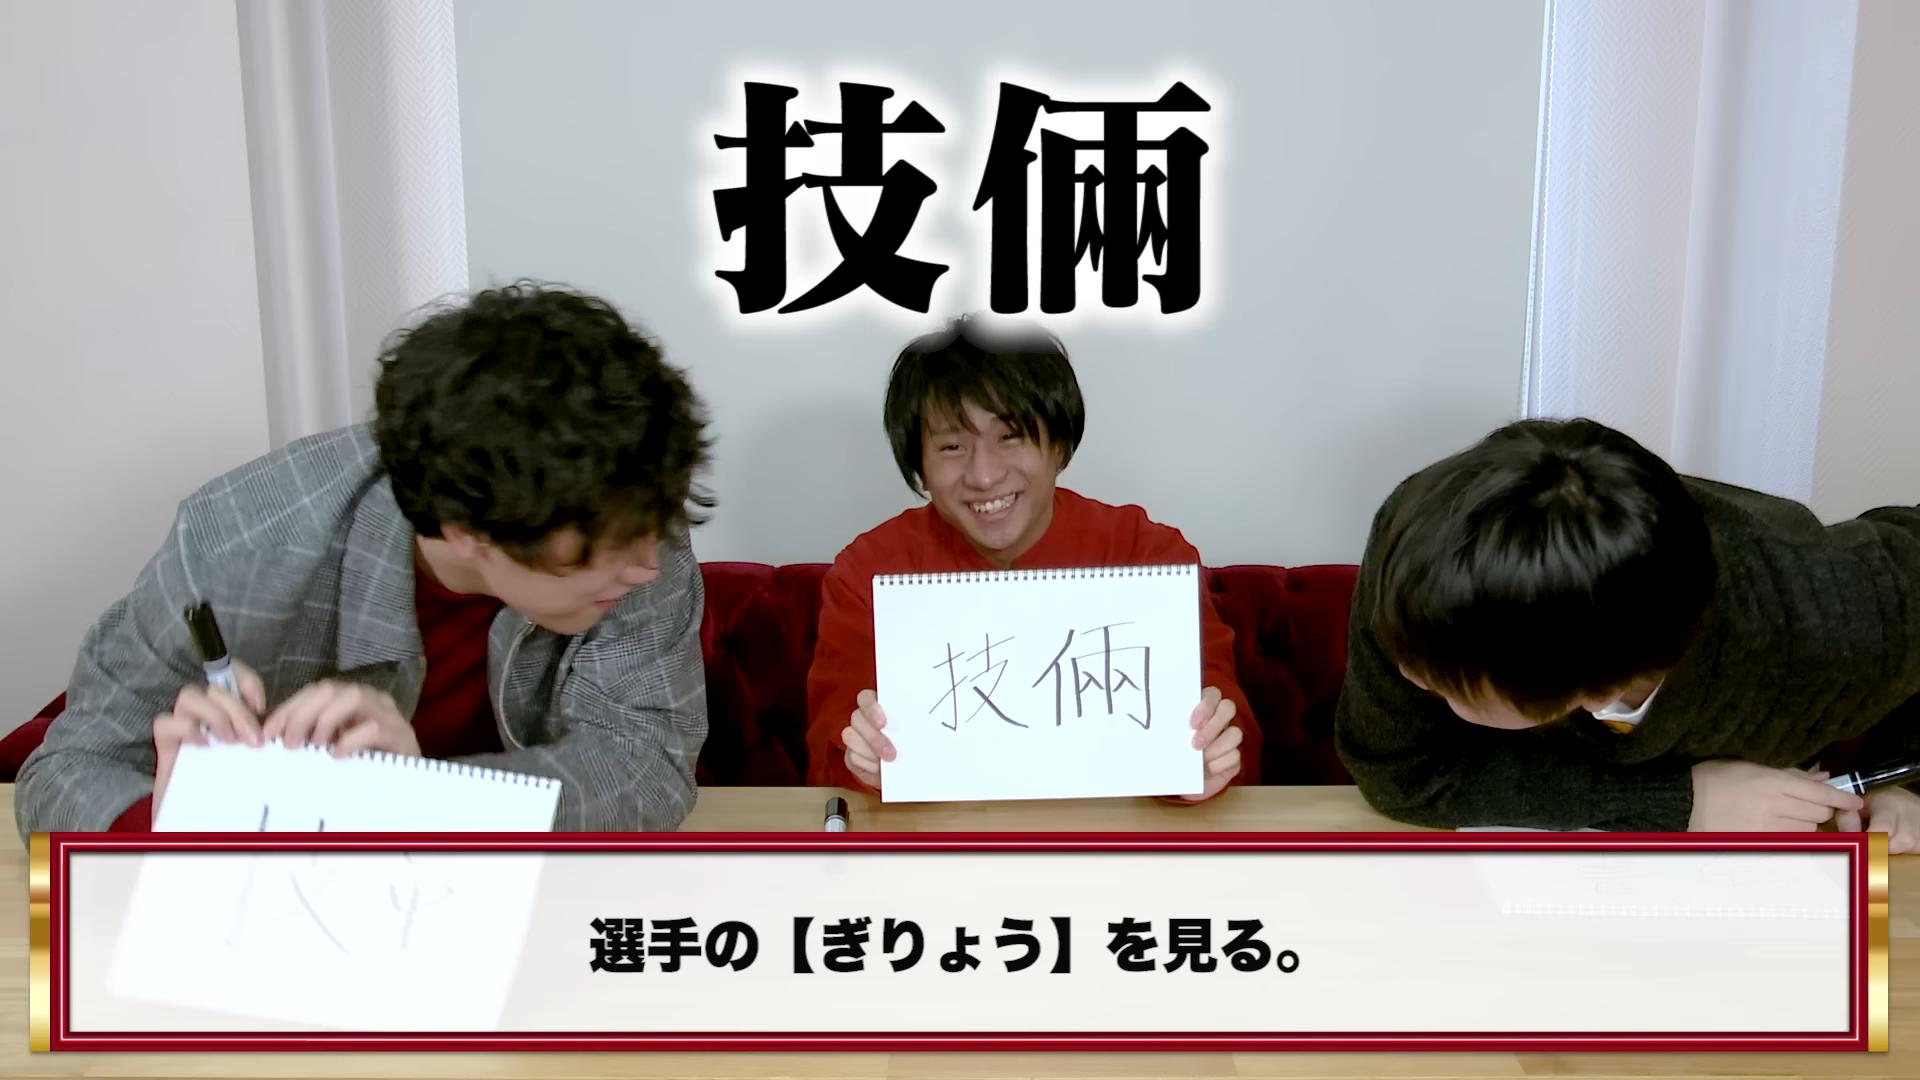 技倆
技倆
選手の【ぎりょう】を見る。